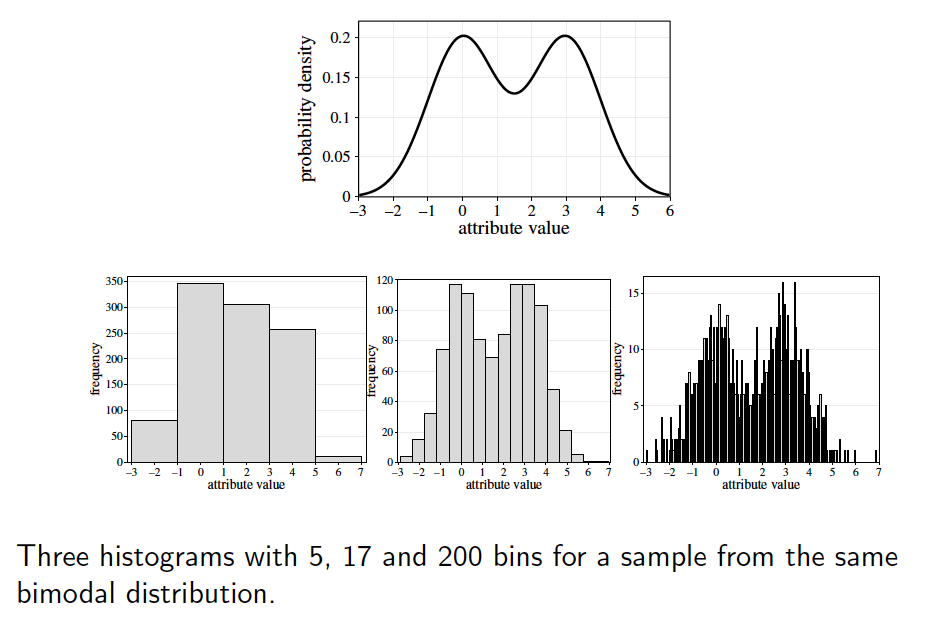 probability density
0.2
0.15
0.1
0.05
0
−3 −2 −1 0 1 2 3 4 5 6
attribute value
frequency
350
300
250
200
150
100
50
0
−3 −2 −1 0 1 2 3 4 5 6 7
attribute value
frequency
120
100
80
60
40
20
0
−3 −2 −1 0 1 2 3 4 5 6 7
attribute value
frequency
15
10
5
0
−3 −2 −1 0 1 2 3 4 5 6 7
attribute value
Three histograms with 5, 17 and 200 bins for a sample from the same
bimodal distribution.